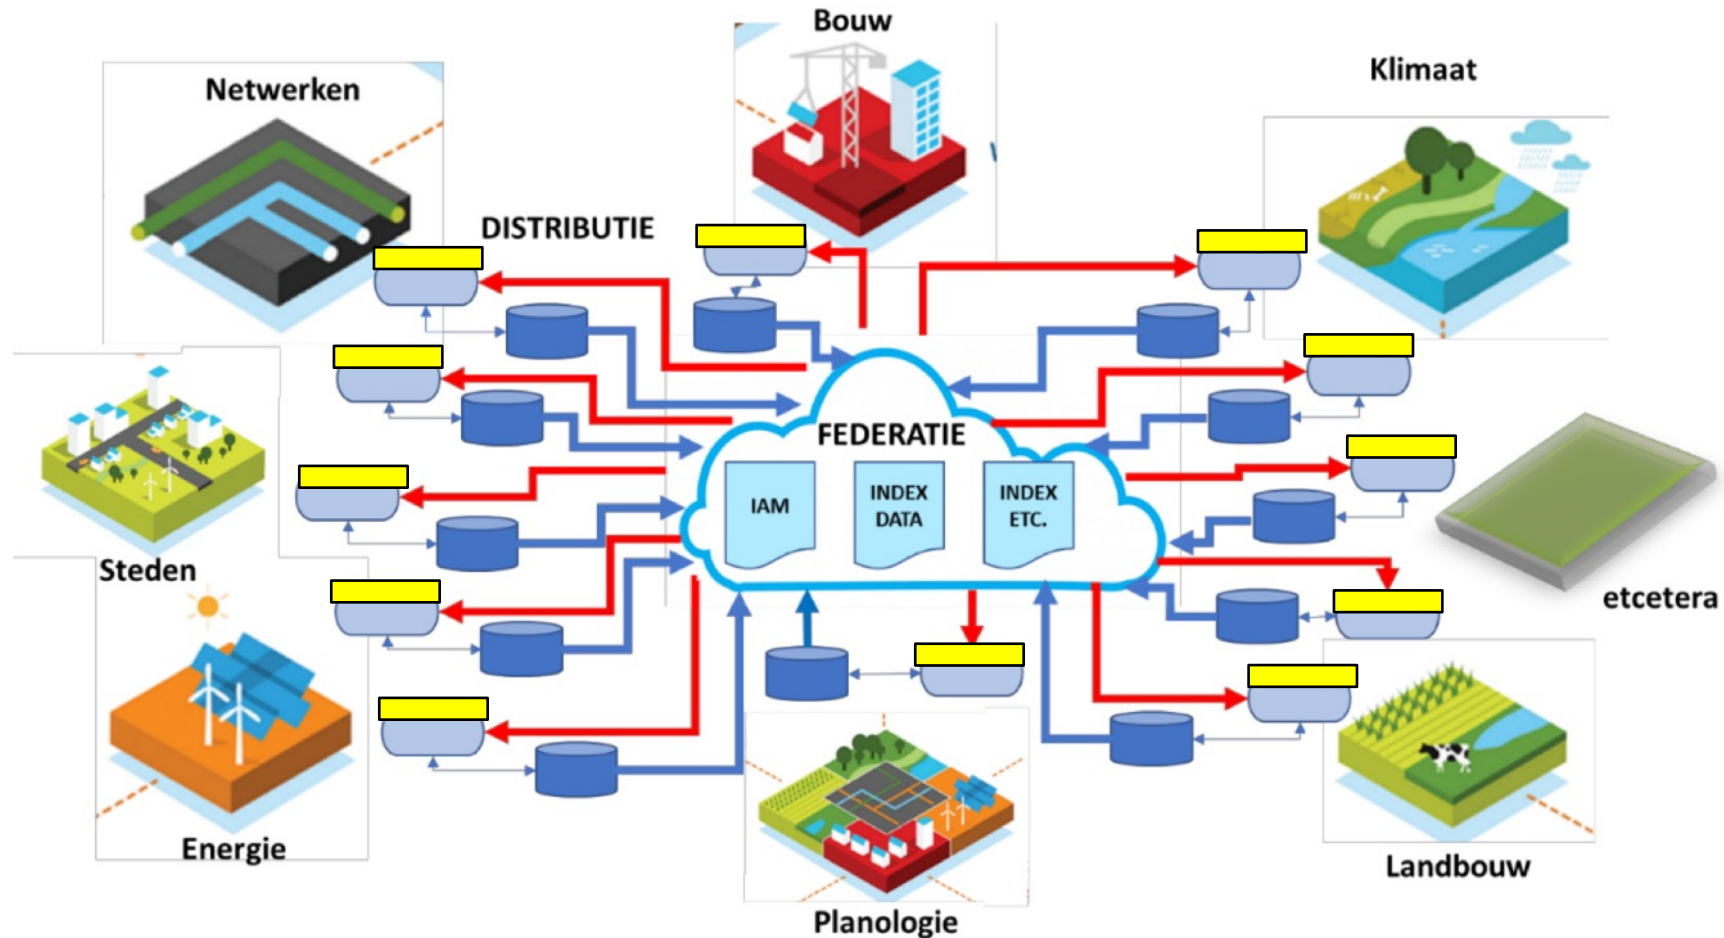 Bouw
Klimaat
Netwerken
DISTRIBUTIE
FEDERATIE
IAM
INDEX
DATA
INDEX
ETC.
Steden
etcetera
Energie
Landbouw
Planologie